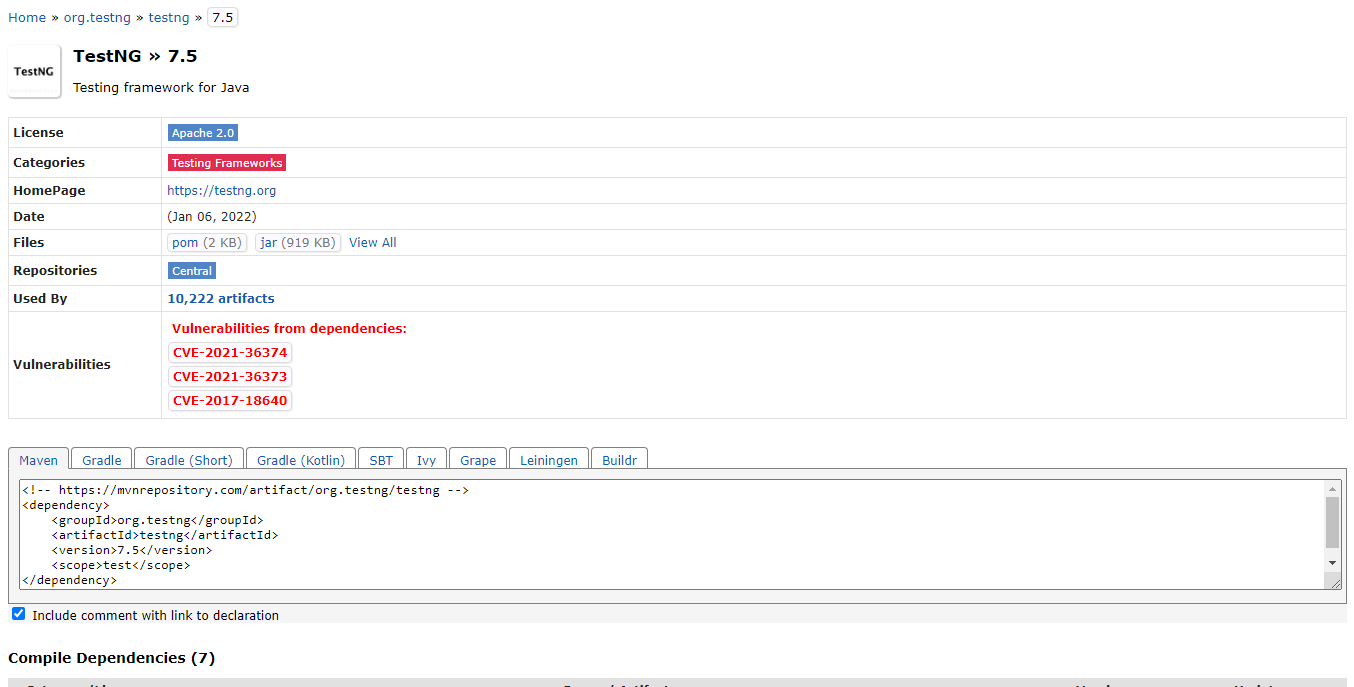 Home » org.testng » testng » 7.5
TestNG
TestNG » 7.5
Testing framework for Java
License Apache 2.0
Categories Testing Frameworks
HomePage https://testng.org
Date (Jan 06, 2022)
Files pom (2 KB) jar (919 KB) View All
Repositories Central
Used By 10,222 artifacts
Vulnerabilities
Vulnerabilities from dependencies:
CVE-2021-36374
CVE-2021-36373
CVE-2017-18640
Maven Gradle Gradle (Short) Gradle (Kotlin) SBT Ivy Grape Leiningen Buildr
<!-- https://mvnrepository.com/artifact/org.testng/testng -->
<dependency>
    <groupId>org.testng</groupId>
    <artifactId>testng</artifactId>
    <version>7.5</version>
    <scope>test</scope>
</dependency>
Include comment with link to declaration
Compile Dependencies (7)